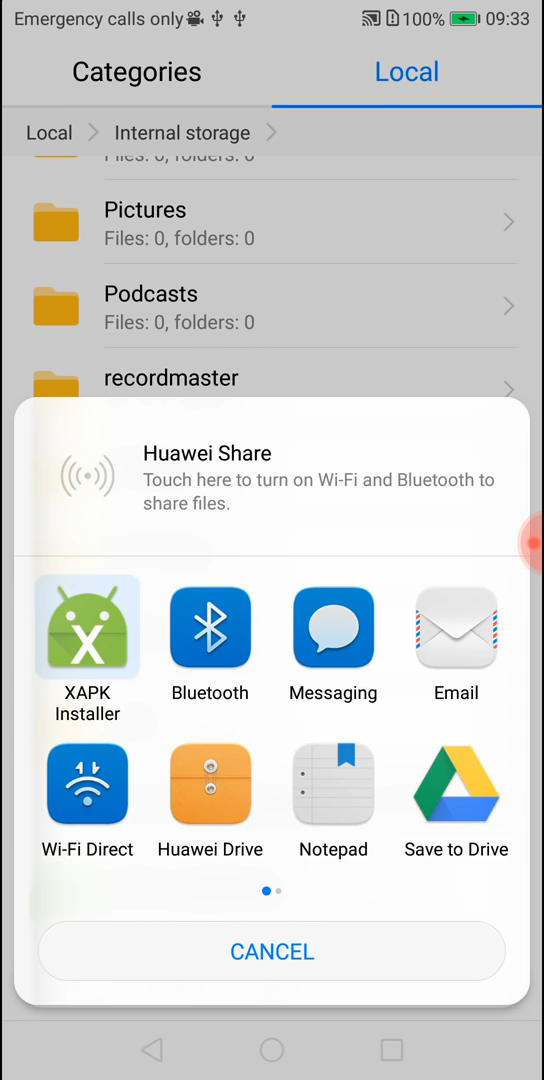 Emergency calls only 100% 09:33
Categories Local
Local Internal storage
Files: 0, folders: 0
Pictures
Files: 0, folders: 0
Podcasts
Files: 0, folders: 0
recordmaster
Huawei Share
Touch here to turn on Wi-Fi and Bluetooth to
share files.
X
XAPK Installer
Bluetooth
Messaging
Email
Wi-Fi Direct
Huawei Drive
Notepad
Save to Drive
CANCEL